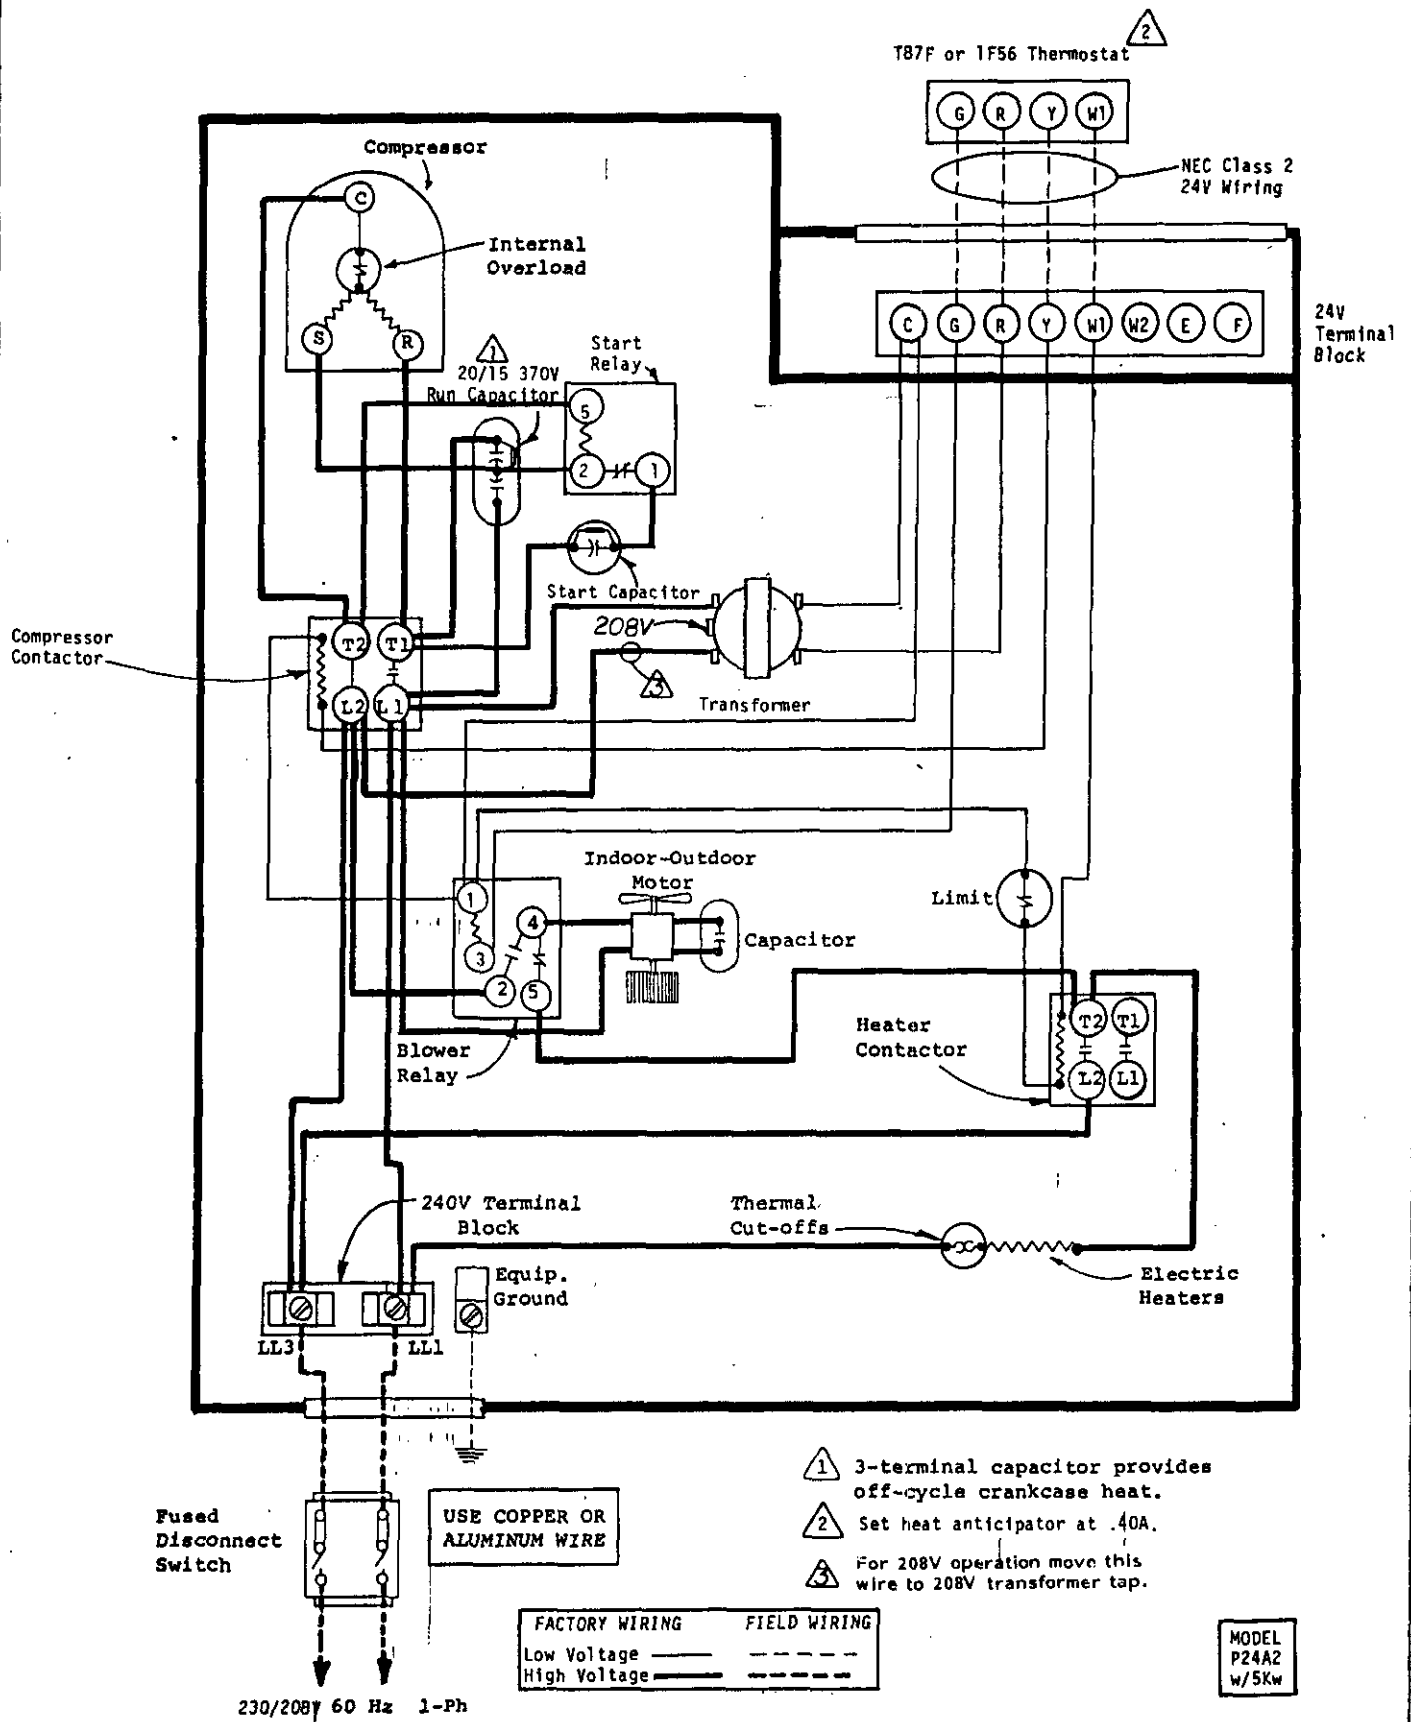 2
T87F or 1F56 Thermostat
G R Y W1
NEC Class 2
24V Wiring
Compressor
C
Internal
Overload
S R
C G R Y W1 W2 E F
24V
Terminal
Block
1
20/15 370V
Run Capacitor
Start
Relay
5
2 1
Start Capacitor
208V
3
Transformer
Compressor
Contactor
T2 T1
L2 L1
Indoor-Outdoor
Motor
Capacitor
1 4
3
2 5
Blower
Relay
Limit
Heater
Contactor
T2 T1
L2 L1
240V Terminal
Block
Thermal
Cut-offs
Electric
Heaters
Equip.
Ground
LL3 LL1
Fused
Disconnect
Switch
USE COPPER OR
ALUMINUM WIRE
230/208V 60 Hz 1-Ph
1 3-terminal capacitor provides
off-cycle crankcase heat.
2 Set heat anticipator at .40A.
3 For 208V operation move this
wire to 208V transformer tap.
FACTORY WIRING FIELD WIRING
Low Voltage
High Voltage
MODEL
P24A2
w/5Kw